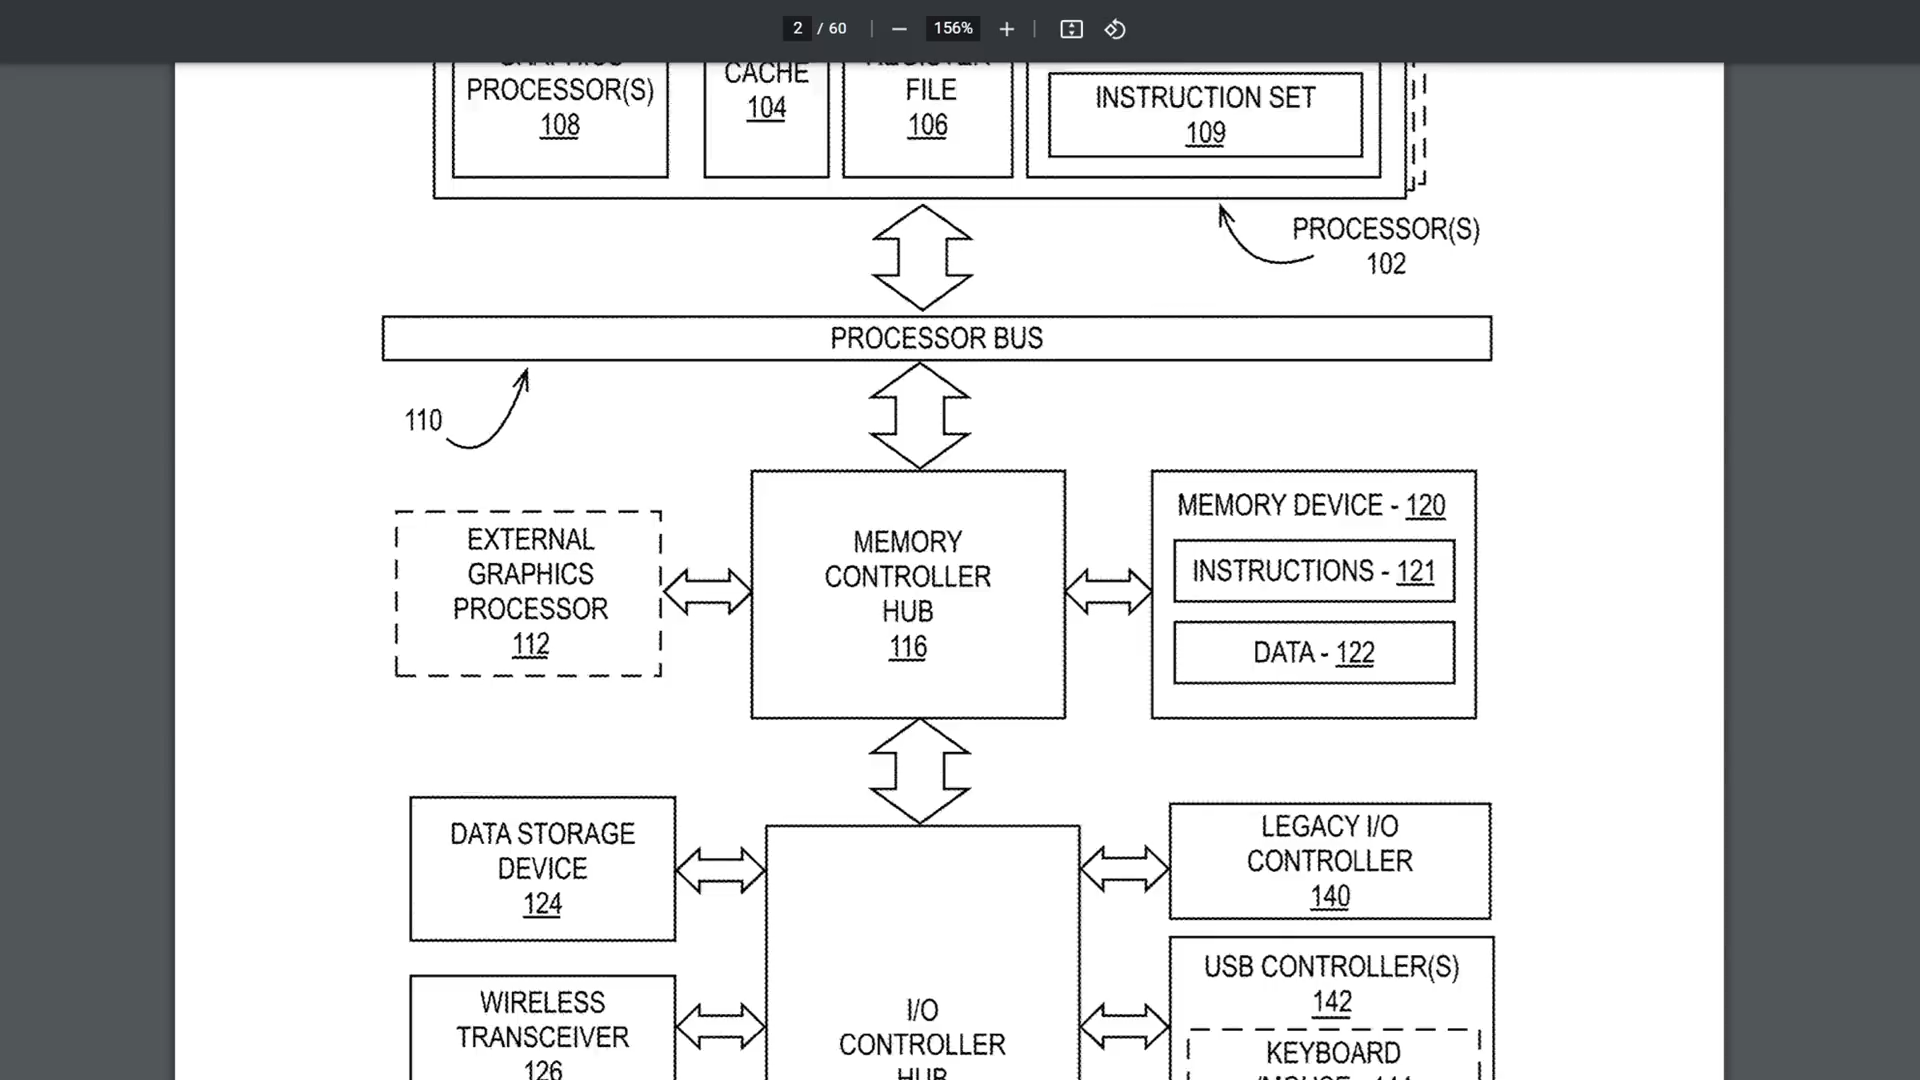 2 / 60
156%
PROCESSOR(S)
108
CACHE
104
FILE
106
INSTRUCTION SET
109
PROCESSOR(S)
102
PROCESSOR BUS
110
EXTERNAL
GRAPHICS
PROCESSOR
112
MEMORY
CONTROLLER
HUB
116
MEMORY DEVICE - 120
INSTRUCTIONS - 121
DATA - 122
DATA STORAGE
DEVICE
124
LEGACY I/O
CONTROLLER
140
WIRELESS
TRANSCEIVER
126
I/O
CONTROLLER
HUB
USB CONTROLLER(S)
142
KEYBOARD